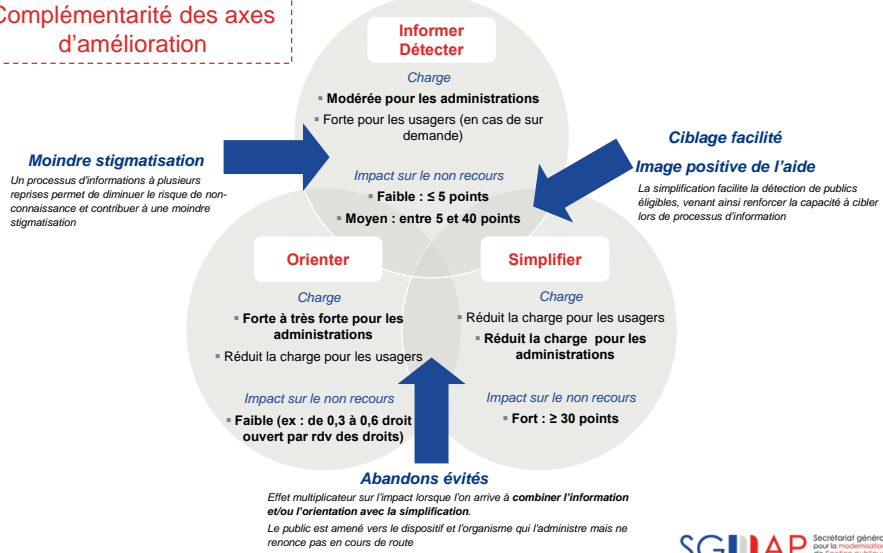 Complémentarité des axes
d'amélioration
Informer
Détecter
Charge
▪ Modérée pour les administrations
▪ Forte pour les usagers (en cas de sur
demande)
Impact sur le non recours
▪ Faible : ≤ 5 points
▪ Moyen : entre 5 et 40 points
Moindre stigmatisation
Un processus d'informations à plusieurs
reprises permet de diminuer le risque de non-
connaissance et contribuer à une moindre
stigmatisation
Ciblage facilité
Image positive de l'aide
La simplification facilite la détection de publics
éligibles, venant ainsi renforcer la capacité à cibler
lors de processus d'information
Orienter
Charge
▪ Forte à très forte pour les
administrations
▪ Réduit la charge pour les usagers
Impact sur le non recours
▪ Faible (ex : de 0,3 à 0,6 droit
ouvert par rdv des droits)
Simplifier
Charge
▪ Réduit la charge pour les usagers
▪ Réduit la charge pour les
administrations
Impact sur le non recours
▪ Fort : ≥ 30 points
Abandons évités
Effet multiplicateur sur l'impact lorsque l'on arrive à combiner l'information
et/ou l'orientation avec la simplification.
Le public est amené vers le dispositif et l'organisme qui l'administre mais ne
renonce pas en cours de route
SGMAP
Secrétariat général
pour la modernisation
de l'action publique